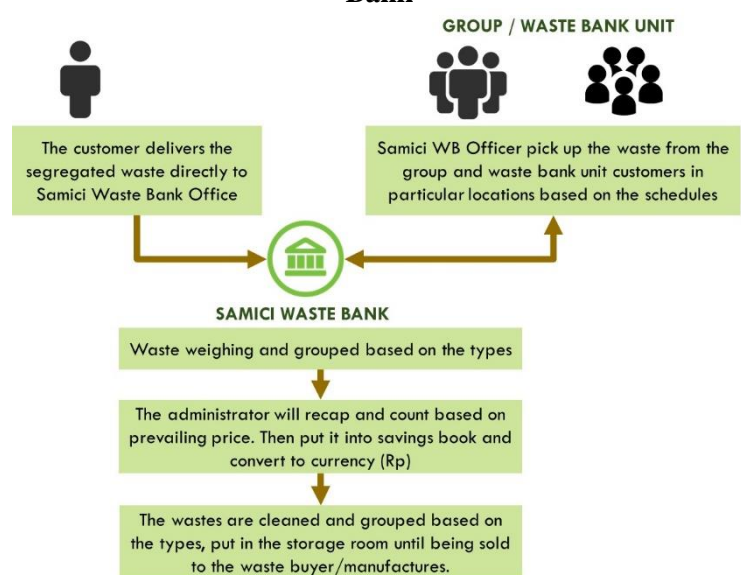 Bank
GROUP / WASTE BANK UNIT
The customer delivers the
segregated waste directly to
Samici Waste Bank Office
Samici WB Officer pick up the waste from the
group and waste bank unit customers in
particular locations based on the schedules
SAMICI WASTE BANK
Waste weighing and grouped based on the types
The administrator will recap and count based on
prevailing price. Then put it into savings book and
convert to currency (Rp)
The wastes are cleaned and grouped based on
the types, put in the storage room until being sold
to the waste buyer/manufactures.